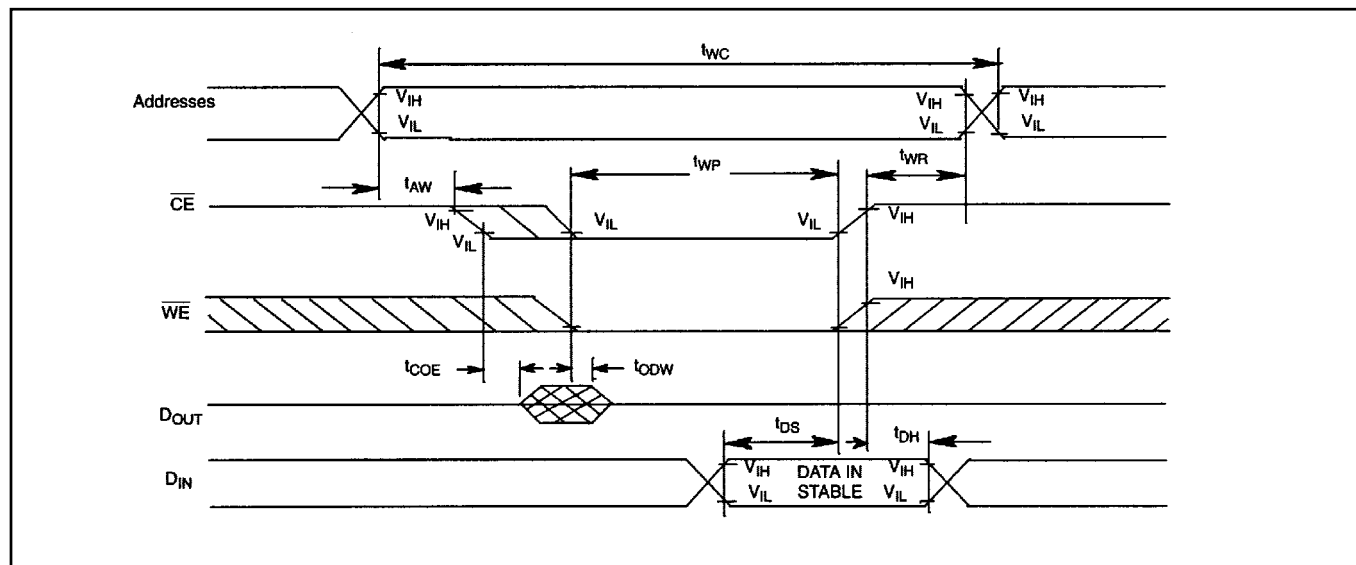 tWC
Addresses
VIH
VIL
VIH
VIL
VIH
VIL
tAW
tWP
tWR
CE
VIH
VIL
VIL
VIL
VIH
WE
VIH
tCOE
tODW
DOUT
tDS
tDH
DIN
VIH
VIL
DATA IN
STABLE
VIH
VIL